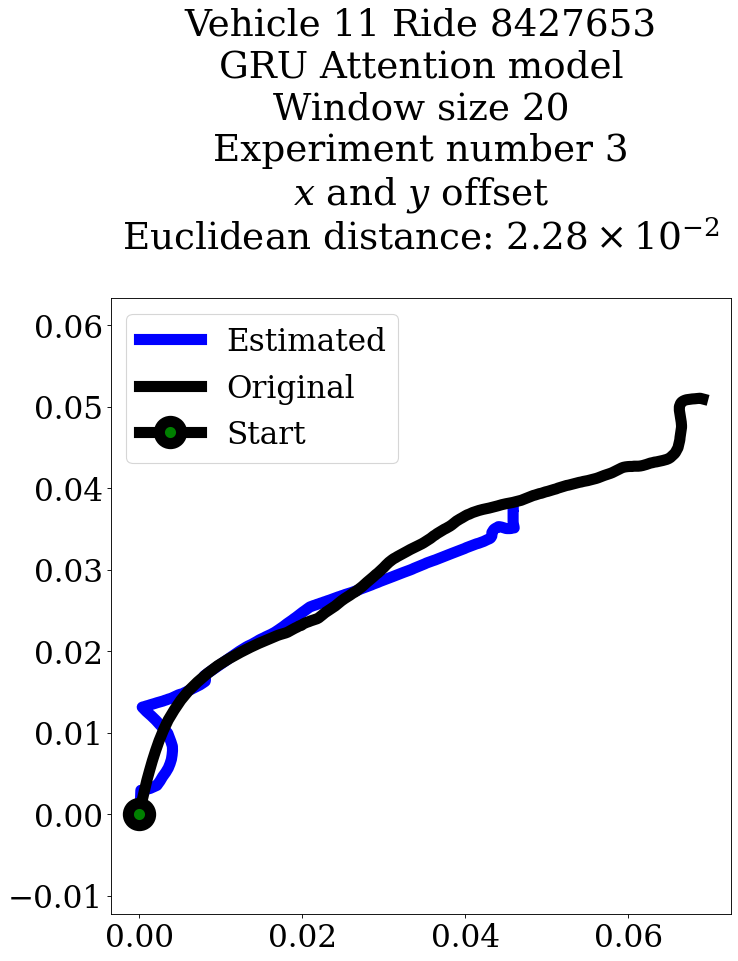 Vehicle 11 Ride 8427653
GRU Attention model
Window size 20
Experiment number 3
x and y offset
Euclidean distance: 2.28 × 10⁻²
Estimated
Original
Start
0.06
0.05
0.04
0.03
0.02
0.01
0.00
−0.01
0.00 0.02 0.04 0.06